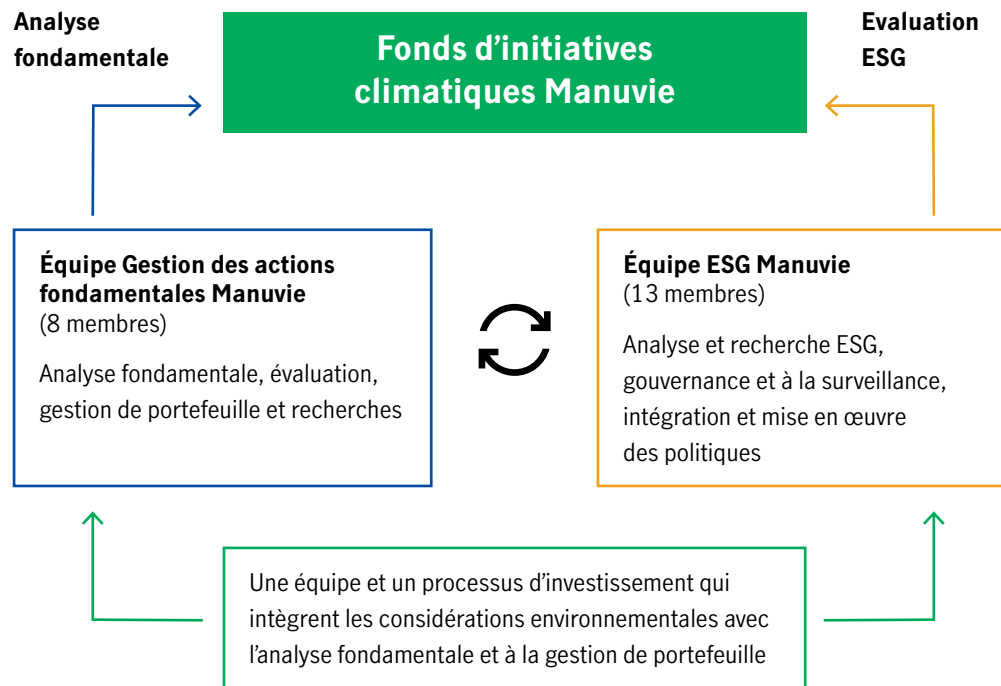 Analyse
fondamentale
Fonds d’initiatives
climatiques Manuvie
Evaluation
ESG
Équipe Gestion des actions
fondamentales Manuvie
(8 membres)
Analyse fondamentale, évaluation,
gestion de portefeuille et recherches
Équipe ESG Manuvie
(13 membres)
Analyse et recherche ESG,
gouvernance et à la surveillance,
intégration et mise en œuvre
des politiques
Une équipe et un processus d’investissement qui
intègrent les considérations environnementales avec
l’analyse fondamentale et à la gestion de portefeuille